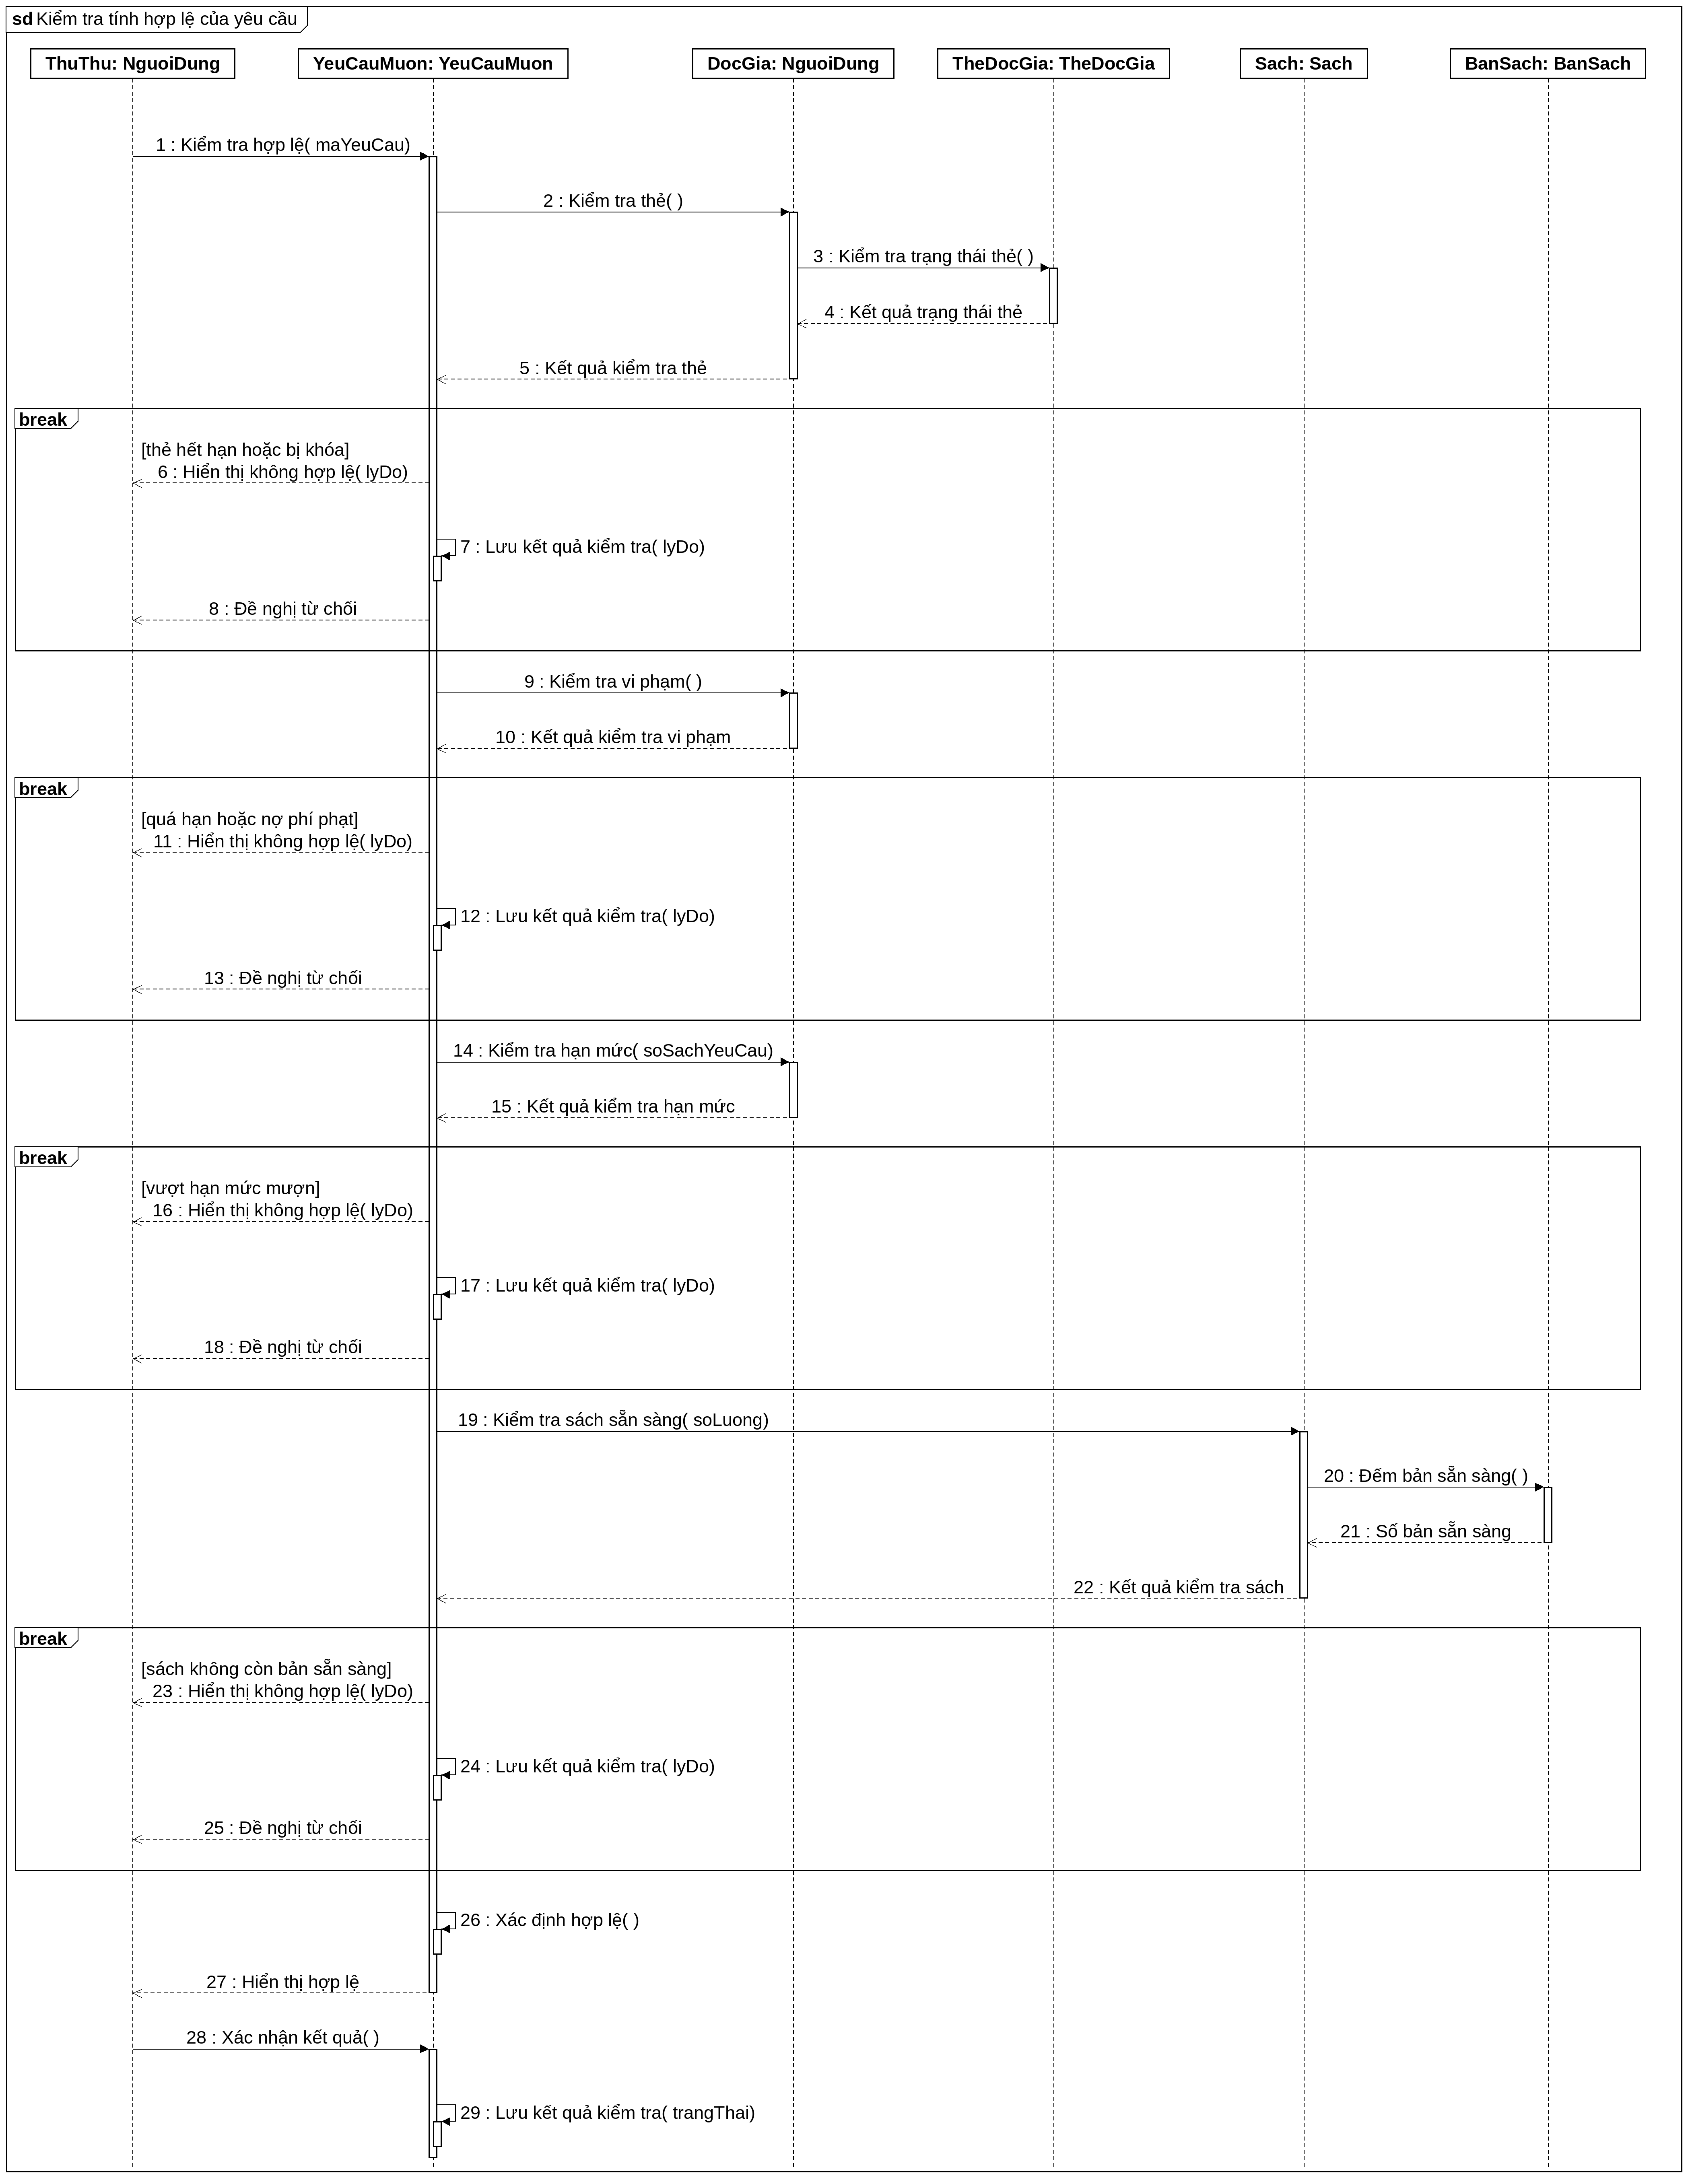 sd Kiểm tra tính hợp lệ của yêu cầu
ThuThu: NguoiDung
YeuCauMuon: YeuCauMuon
DocGia: NguoiDung
TheDocGia: TheDocGia
Sach: Sach
BanSach: BanSach
1 : Kiểm tra hợp lệ( maYeuCau)
2 : Kiểm tra thẻ( )
3 : Kiểm tra trạng thái thẻ( )
4 : Kết quả trạng thái thẻ
5 : Kết quả kiểm tra thẻ
break
[thẻ hết hạn hoặc bị khóa]
6 : Hiển thị không hợp lệ( lyDo)
7 : Lưu kết quả kiểm tra( lyDo)
8 : Đề nghị từ chối
9 : Kiểm tra vi phạm( )
10 : Kết quả kiểm tra vi phạm
break
[quá hạn hoặc nợ phí phạt]
11 : Hiển thị không hợp lệ( lyDo)
12 : Lưu kết quả kiểm tra( lyDo)
13 : Đề nghị từ chối
14 : Kiểm tra hạn mức( soSachYeuCau)
15 : Kết quả kiểm tra hạn mức
break
[vượt hạn mức mượn]
16 : Hiển thị không hợp lệ( lyDo)
17 : Lưu kết quả kiểm tra( lyDo)
18 : Đề nghị từ chối
19 : Kiểm tra sách sẵn sàng( soLuong)
20 : Đếm bản sẵn sàng( )
21 : Số bản sẵn sàng
22 : Kết quả kiểm tra sách
break
[sách không còn bản sẵn sàng]
23 : Hiển thị không hợp lệ( lyDo)
24 : Lưu kết quả kiểm tra( lyDo)
25 : Đề nghị từ chối
26 : Xác định hợp lệ( )
27 : Hiển thị hợp lệ
28 : Xác nhận kết quả( )
29 : Lưu kết quả kiểm tra( trangThai)